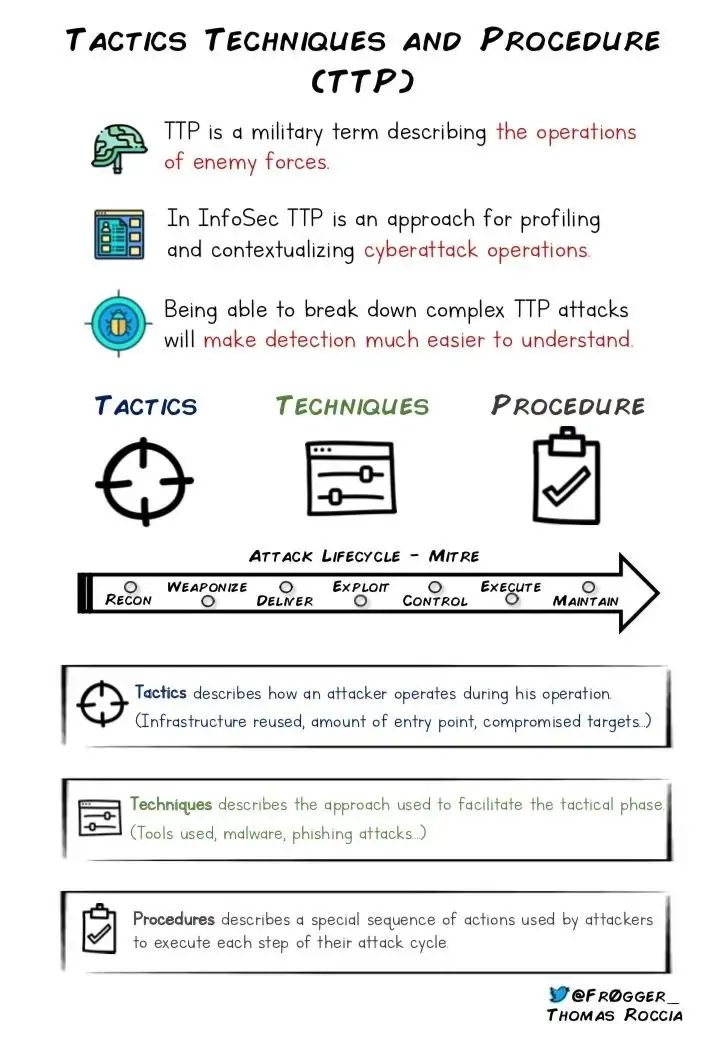 Tactics Techniques and Procedure
(TTP)
TTP is a military term describing the operations
of enemy forces.
In InfoSec TTP is an approach for profiling
and contextualizing cyberattack operations.
Being able to break down complex TTP attacks
will make detection much easier to understand.
Tactics Techniques Procedure
Attack Lifecycle - Mitre
Recon Weaponize Deliver Exploit Control Execute Maintain
Tactics describes how an attacker operates during his operation.
(Infrastructure reused, amount of entry point, compromised targets...)
Techniques describes the approach used to facilitate the tactical phase.
(Tools used, malware, phishing attacks...)
Procedures describes a special sequence of actions used by attackers
to execute each step of their attack cycle.
@Fr0gger_
Thomas Roccia